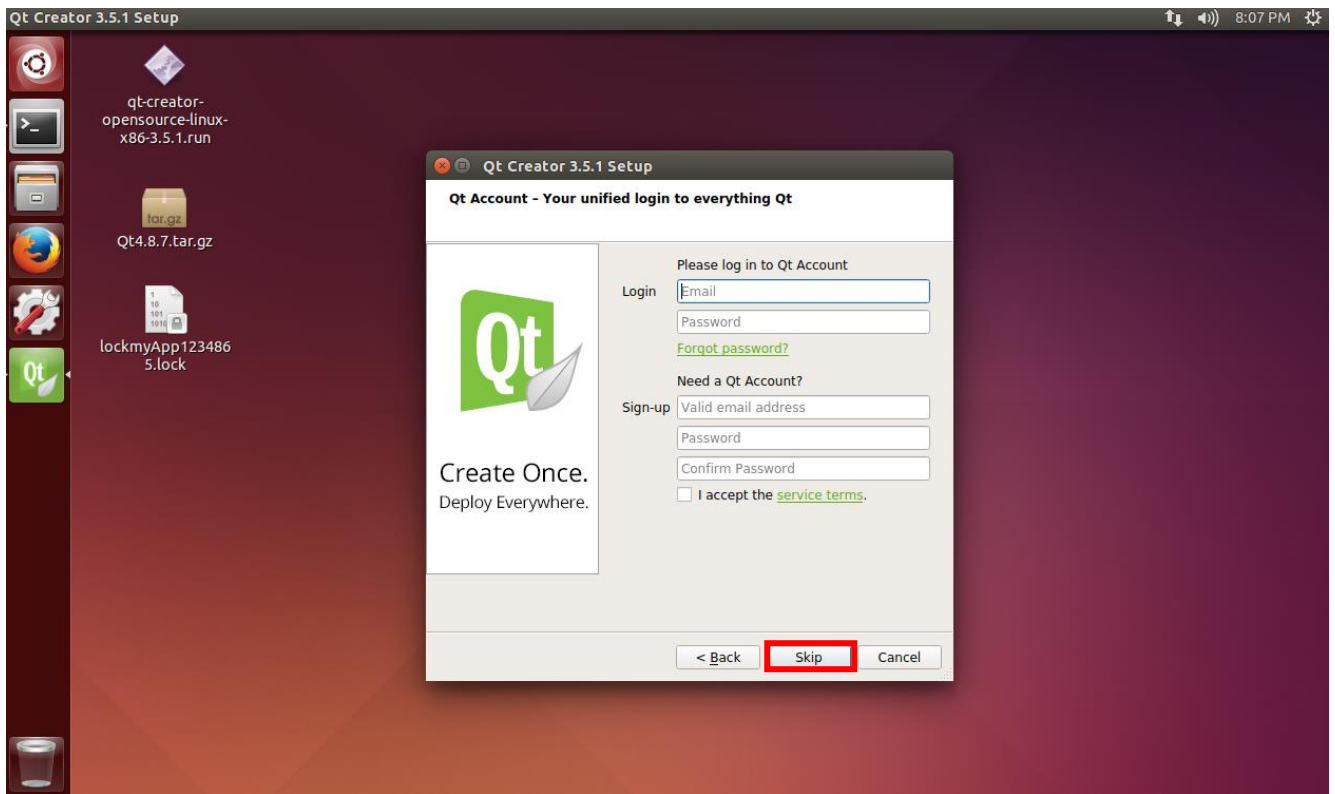 Qt Creator 3.5.1 Setup
8:07 PM
qt-creator-
opensource-linux-
x86-3.5.1.run
tar.gz
Qt4.8.7.tar.gz
1
10
101
1010
lockmyApp123486
5.lock
Qt
Qt Creator 3.5.1 Setup
Qt Account - Your unified login to everything Qt
Qt
Create Once.
Deploy Everywhere.
Please log in to Qt Account
Login Email
Password
Forgot password?
Need a Qt Account?
Sign-up Valid email address
Password
Confirm Password
I accept the service terms.
< Back Skip Cancel